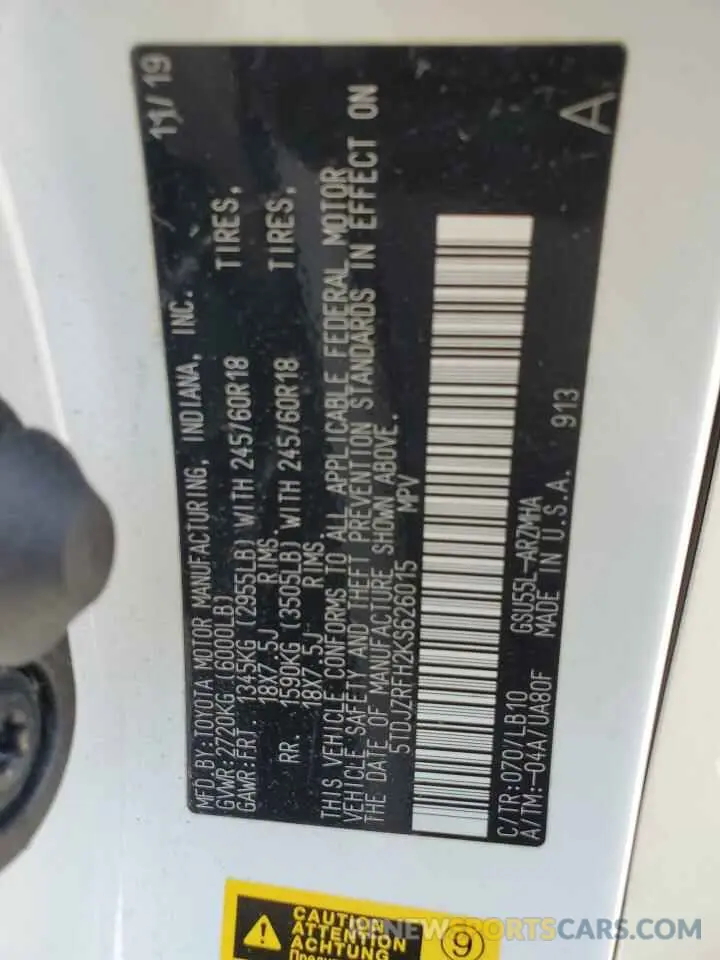 MFD.BY:TOYOTA MOTOR MANUFACTURING, INDIANA, INC. 11/19
GVWR:2720KG (6000LB)
GAWR:FRT. 1345KG (2955LB) WITH 245/60R18 TIRES,
18X7.5J RIMS.
RR. 1590KG (3505LB) WITH 245/60R18 TIRES,
18X7.5J RIMS.
THIS VEHICLE CONFORMS TO ALL APPLICABLE FEDERAL MOTOR
VEHICLE SAFETY AND THEFT PREVENTION STANDARDS IN EFFECT ON
THE DATE OF MANUFACTURE SHOWN ABOVE.
5TDJZRFH2KS626015 MPV
C/TR:070/LB10 GSU55L-ARZMHA
A/TM:-04A/UA80F MADE IN U.S.A. 913
A
CAUTION
ATTENTION
ACHTUNG
9
NEWSCARS.COM